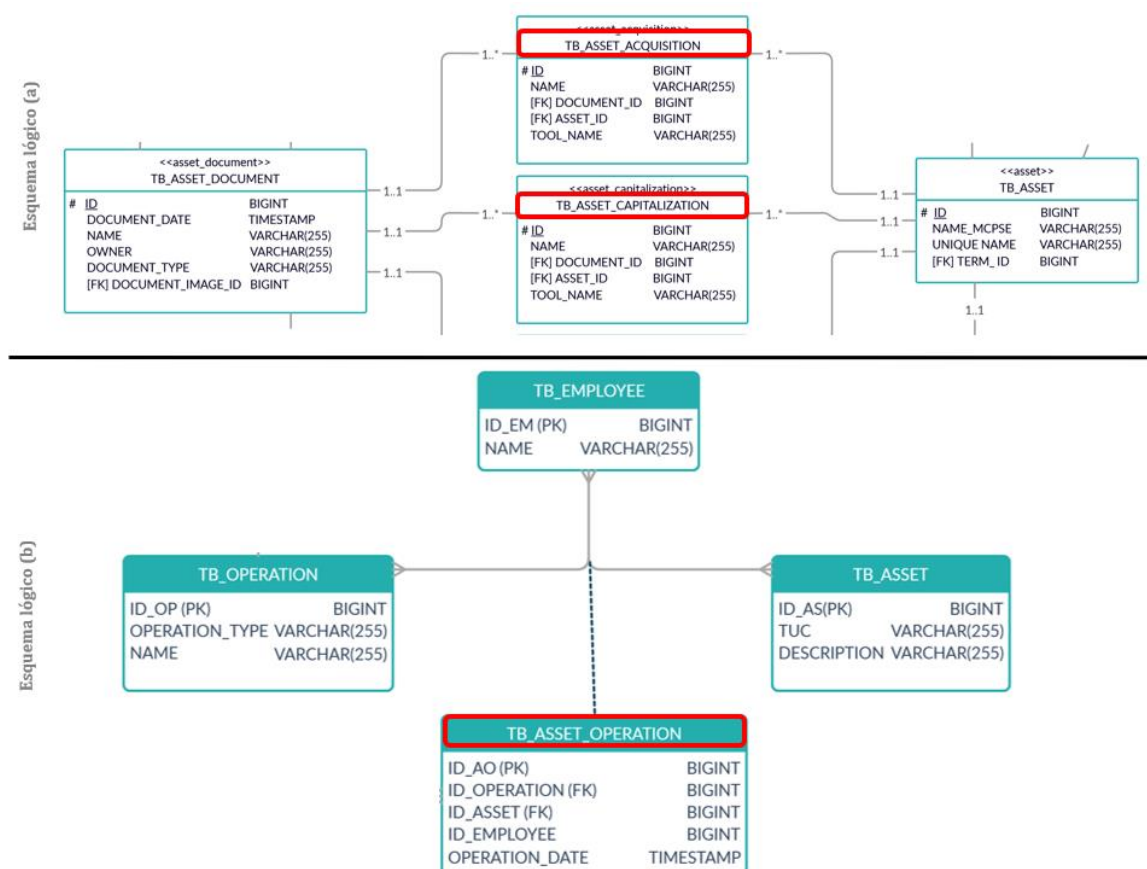 Esquema lógico (a)
<<asset_acquisition>>
TB_ASSET_ACQUISITION
# ID BIGINT
NAME VARCHAR(255)
[FK] DOCUMENT_ID BIGINT
[FK] ASSET_ID BIGINT
TOOL_NAME VARCHAR(255)
1..*
1..*
<<asset_document>>
TB_ASSET_DOCUMENT
# ID BIGINT
DOCUMENT_DATE TIMESTAMP
NAME VARCHAR(255)
OWNER VARCHAR(255)
DOCUMENT_TYPE VARCHAR(255)
[FK] DOCUMENT_IMAGE_ID BIGINT
1..1
1..1
1..1
<<asset_capitalization>>
TB_ASSET_CAPITALIZATION
# ID BIGINT
NAME VARCHAR(255)
[FK] DOCUMENT_ID BIGINT
[FK] ASSET_ID BIGINT
TOOL_NAME VARCHAR(255)
1..*
1..*
<<asset>>
TB_ASSET
# ID BIGINT
NAME_MCPSE VARCHAR(255)
UNIQUE NAME VARCHAR(255)
[FK] TERM_ID BIGINT
1..1
1..1
1..1
1..1
Esquema lógico (b)
TB_EMPLOYEE
ID_EM (PK) BIGINT
NAME VARCHAR(255)
TB_OPERATION
ID_OP (PK) BIGINT
OPERATION_TYPE VARCHAR(255)
NAME VARCHAR(255)
TB_ASSET
ID_AS(PK) BIGINT
TUC VARCHAR(255)
DESCRIPTION VARCHAR(255)
TB_ASSET_OPERATION
ID_AO (PK) BIGINT
ID_OPERATION (FK) BIGINT
ID_ASSET (FK) BIGINT
ID_EMPLOYEE BIGINT
OPERATION_DATE TIMESTAMP